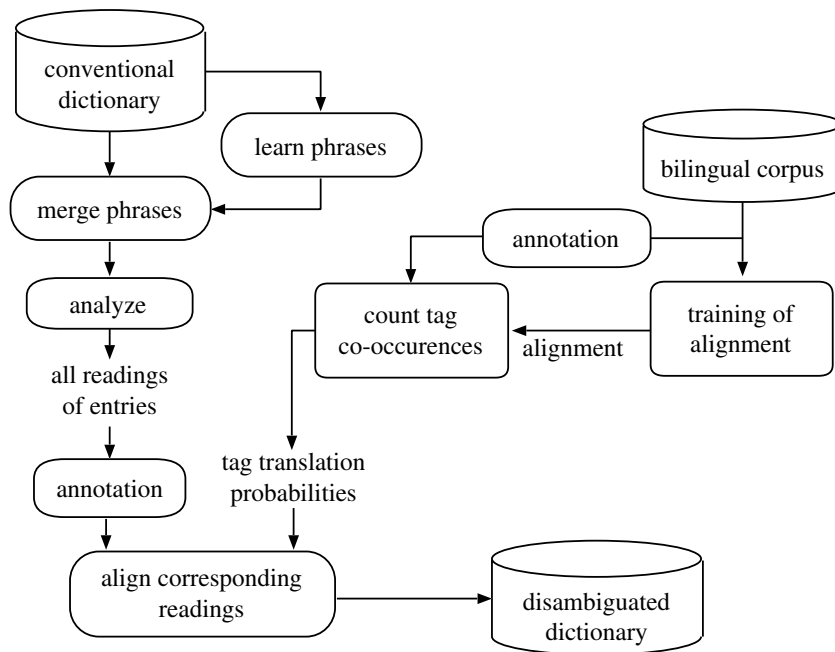 conventional
dictionary
learn phrases
bilingual corpus
merge phrases
annotation
analyze
count tag
co-occurences
training of
alignment
alignment
all readings
of entries
tag translation
probabilities
annotation
align corresponding
readings
disambiguated
dictionary